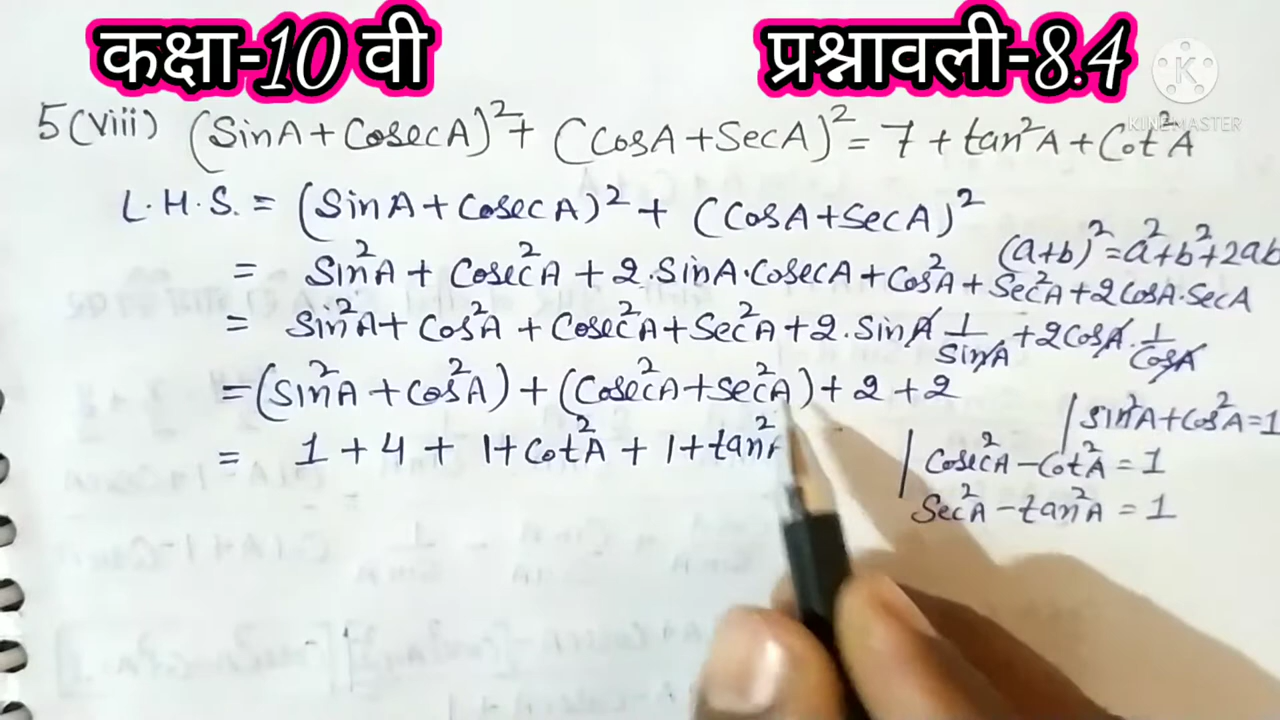 कक्षा-10 वी
प्रश्नावली-8.4
KINEMASTER
5(viii) (SinA + CosecA)² + (CosA + SecA)² = 7 + tan²A + Cot²A
L.H.S. = (SinA + CosecA)² + (CosA + SecA)²
(a+b)² = a² + b² + 2ab
= Sin²A + Cosec²A + 2.SinA.CosecA + Cos²A + Sec²A + 2CosA.SecA
= Sin²A + Cos²A + Cosec²A + Sec²A + 2.SinA 1/SinA + 2CosA.1/CosA
= (Sin²A + Cos²A) + (Cosec²A + Sec²A) + 2 + 2
Sin²A + Cos²A = 1
= 1 + 4 + 1 + Cot²A + 1 + tan²A
Cosec²A - Cot²A = 1
Sec²A - tan²A = 1